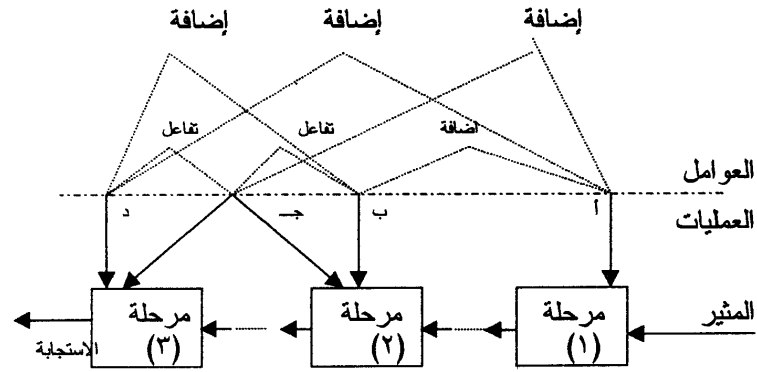 إضافة
إضافة
إضافة
اضافة
تفاعل
تفاعل
العوامل
أ
ب
جـ
د
العمليات
المثير
مرحلة
(١)
مرحلة
(٢)
مرحلة
(٣)
الاستجابة